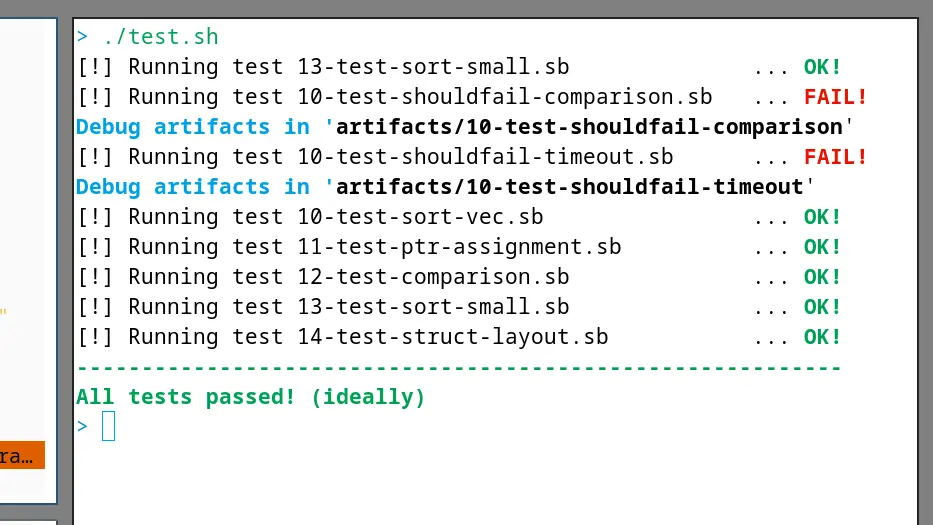 > ./test.sh
[!] Running test 13-test-sort-small.sb ... OK!
[!] Running test 10-test-shouldfail-comparison.sb ... FAIL!
Debug artifacts in 'artifacts/10-test-shouldfail-comparison'
[!] Running test 10-test-shouldfail-timeout.sb ... FAIL!
Debug artifacts in 'artifacts/10-test-shouldfail-timeout'
[!] Running test 10-test-sort-vec.sb ... OK!
[!] Running test 11-test-ptr-assignment.sb ... OK!
[!] Running test 12-test-comparison.sb ... OK!
[!] Running test 13-test-sort-small.sb ... OK!
[!] Running test 14-test-struct-layout.sb ... OK!
-----------------------------------------------------------
All tests passed! (ideally)
>
"
ra…